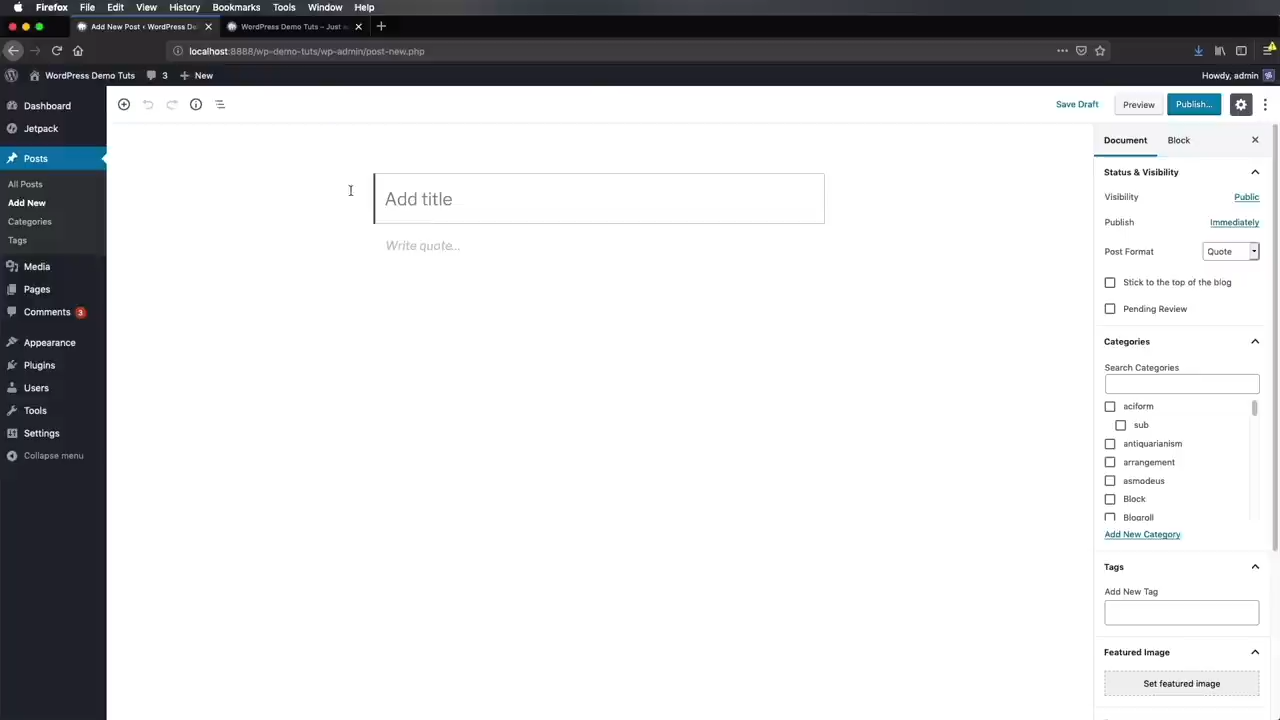 Firefox File Edit View History Bookmarks Tools Window Help
Add New Post ‹ WordPress De
WordPress Demo Tuts – Just a
localhost:8888/wp-demo-tuts/wp-admin/post-new.php
WordPress Demo Tuts 3 New Howdy, admin
Dashboard
Jetpack
Posts
All Posts
Add New
Categories
Tags
Media
Pages
Comments 3
Appearance
Plugins
Users
Tools
Settings
Collapse menu
Save Draft Preview Publish...
Add title
Write quote...
Document Block
Status & Visibility
Visibility Public
Publish Immediately
Post Format Quote
Stick to the top of the blog
Pending Review
Categories
Search Categories
aciform
sub
antiquarianism
arrangement
asmodeus
Block
Blogroll
Add New Category
Tags
Add New Tag
Featured Image
Set featured image